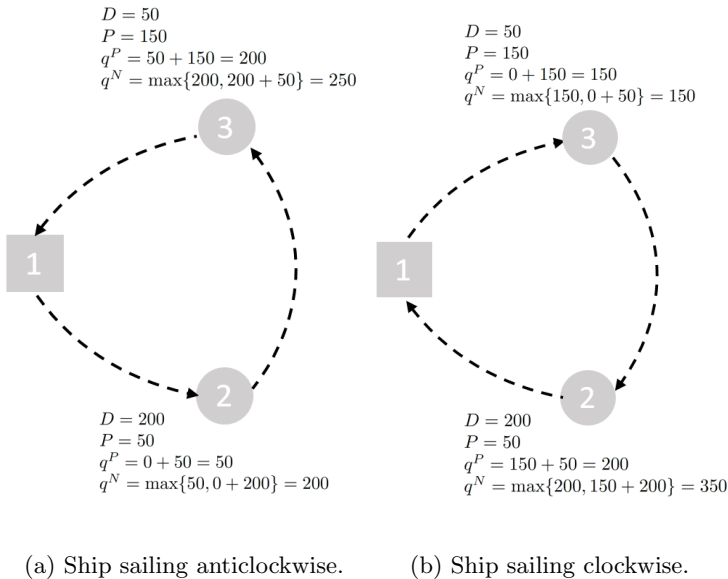 D = 50
P = 150
q^P = 50 + 150 = 200
q^N = max{200, 200 + 50} = 250
3
1
2
D = 200
P = 50
q^P = 0 + 50 = 50
q^N = max{50, 0 + 200} = 200
(a) Ship sailing anticlockwise.
D = 50
P = 150
q^P = 0 + 150 = 150
q^N = max{150, 0 + 50} = 150
3
1
2
D = 200
P = 50
q^P = 150 + 50 = 200
q^N = max{200, 150 + 200} = 350
(b) Ship sailing clockwise.